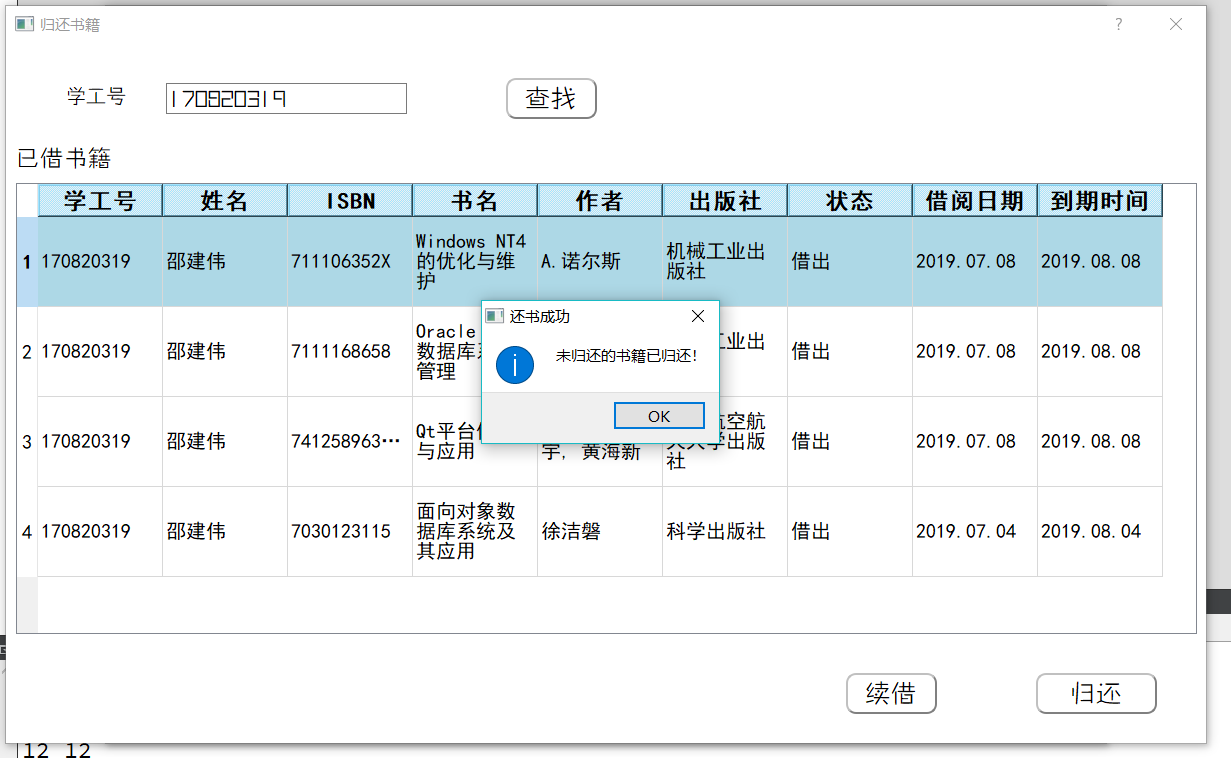 归还书籍
学工号 170820319 查找
已借书籍
学工号 姓名 ISBN 书名 作者 出版社 状态 借阅日期 到期时间
1 170820319 邵建伟 711106352X Windows NT4的优化与维护 A.诺尔斯 机械工业出版社 借出 2019.07.08 2019.08.08
2 170820319 邵建伟 7111168658 Oracle 数据库 管理 工业出 借出 2019.07.08 2019.08.08
3 170820319 邵建伟 741258963… Qt平台 与应用 宇, 黄海新 航空航 大学出版社 借出 2019.07.08 2019.08.08
4 170820319 邵建伟 7030123115 面向对象数据库系统及其应用 徐洁磐 科学出版社 借出 2019.07.04 2019.08.04
还书成功
未归还的书籍已归还!
OK
续借 归还
12 12